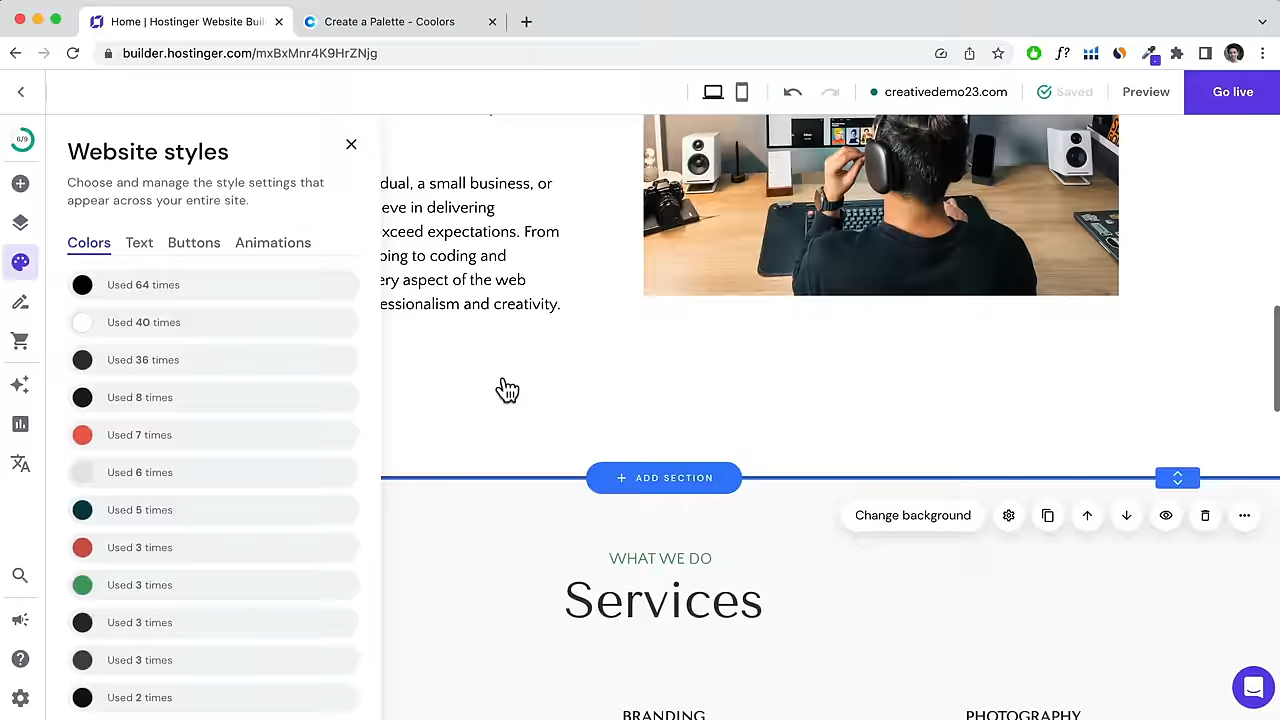 Home | Hostinger Website Buil
Create a Palette - Coolors
builder.hostinger.com/mxBxMnr4K9HrZNjg
f?
creativedemo23.com
Saved
Preview
Go live
6/9
Website styles
Choose and manage the style settings that
appear across your entire site.
Colors
Text
Buttons
Animations
Used 64 times
Used 40 times
Used 36 times
Used 8 times
Used 7 times
Used 6 times
Used 5 times
Used 3 times
Used 3 times
Used 3 times
Used 3 times
Used 2 times
dual, a small business, or
eve in delivering
xceed expectations. From
ing to coding and
ery aspect of the web
essionalism and creativity.
+ ADD SECTION
Change background
WHAT WE DO
Services
BRANDING
PHOTOGRAPHY